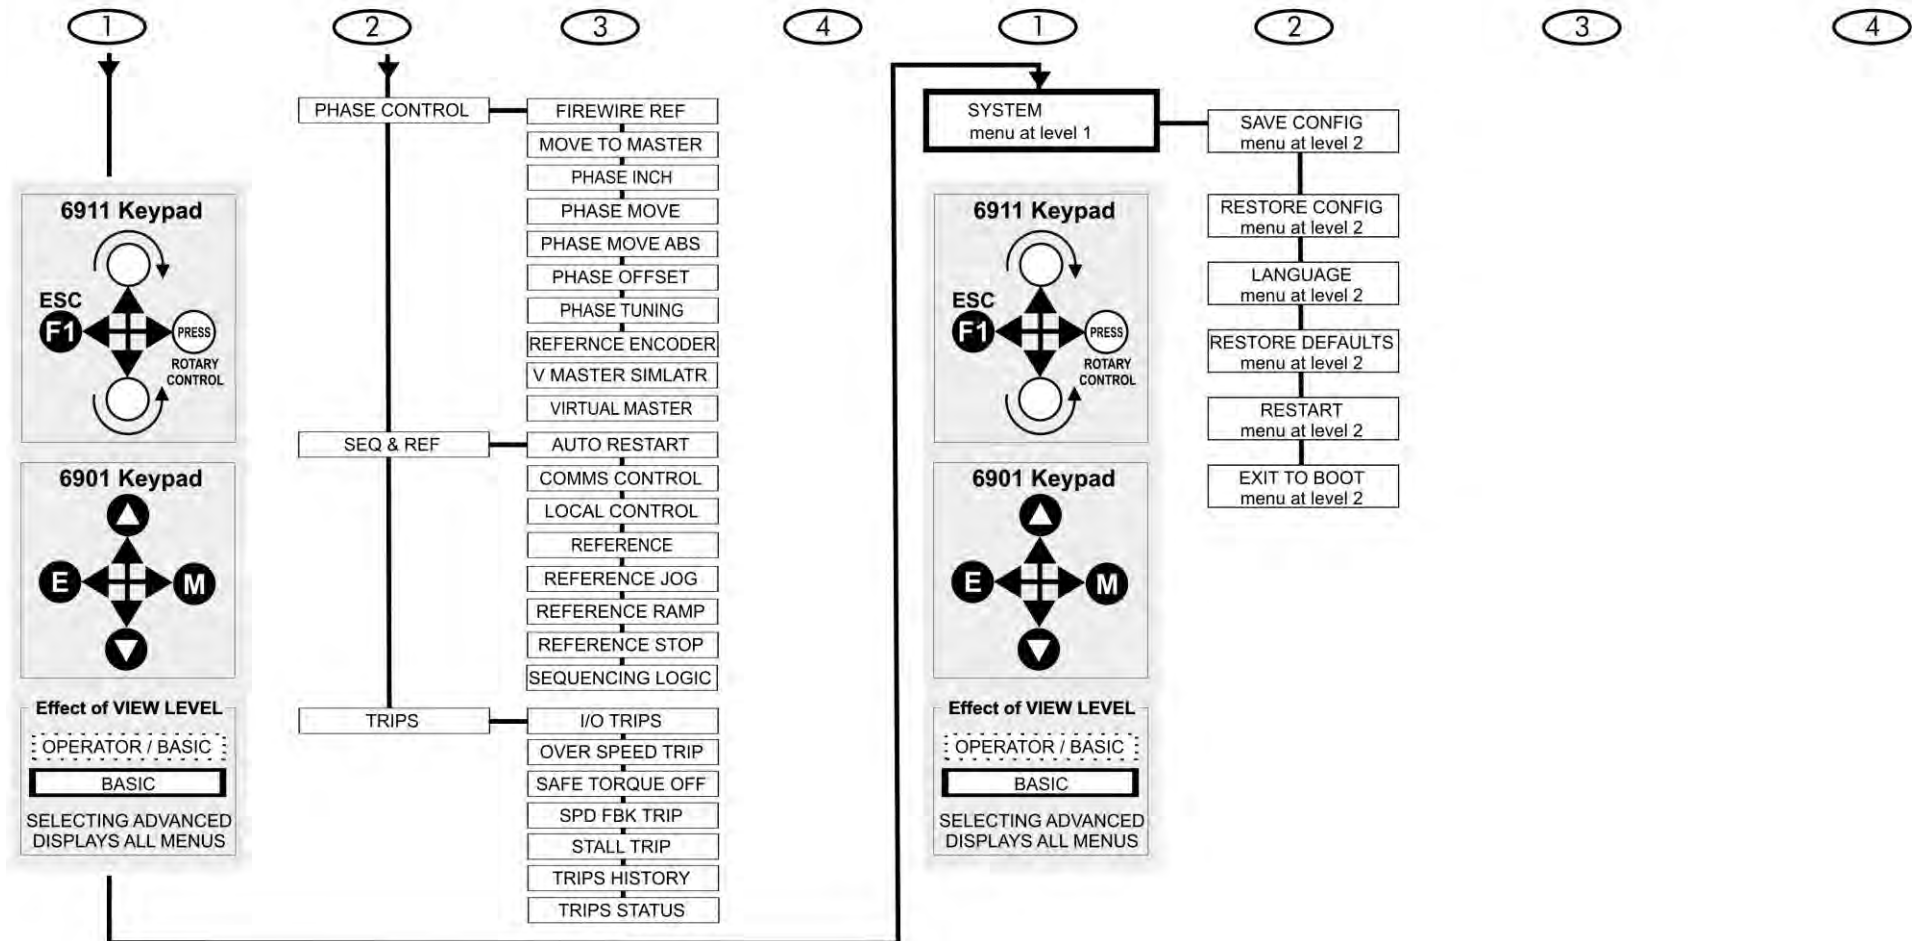 1
2
3
4
1
2
3
4
PHASE CONTROL
FIREWIRE REF
MOVE TO MASTER
PHASE INCH
PHASE MOVE
PHASE MOVE ABS
PHASE OFFSET
PHASE TUNING
REFERNCE ENCODER
V MASTER SIMLATR
VIRTUAL MASTER
SEQ & REF
AUTO RESTART
COMMS CONTROL
LOCAL CONTROL
REFERENCE
REFERENCE JOG
REFERENCE RAMP
REFERENCE STOP
SEQUENCING LOGIC
TRIPS
I/O TRIPS
OVER SPEED TRIP
SAFE TORQUE OFF
SPD FBK TRIP
STALL TRIP
TRIPS HISTORY
TRIPS STATUS
6911 Keypad
ESC
F1
PRESS
ROTARY
CONTROL
6901 Keypad
E
M
Effect of VIEW LEVEL
OPERATOR / BASIC
BASIC
SELECTING ADVANCED
DISPLAYS ALL MENUS
SYSTEM
menu at level 1
SAVE CONFIG
menu at level 2
RESTORE CONFIG
menu at level 2
LANGUAGE
menu at level 2
RESTORE DEFAULTS
menu at level 2
RESTART
menu at level 2
EXIT TO BOOT
menu at level 2
6911 Keypad
ESC
F1
PRESS
ROTARY
CONTROL
6901 Keypad
E
M
Effect of VIEW LEVEL
OPERATOR / BASIC
BASIC
SELECTING ADVANCED
DISPLAYS ALL MENUS